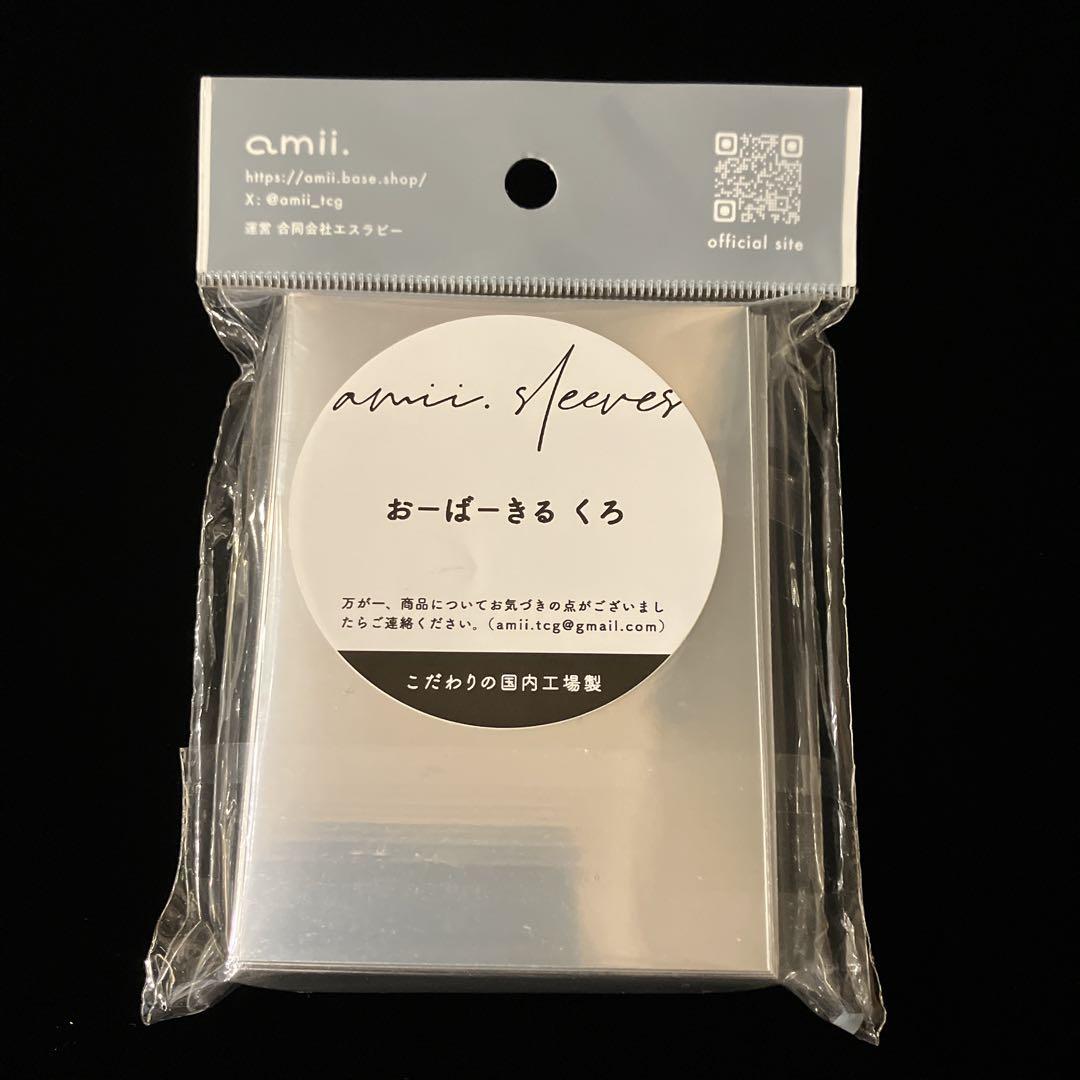 amii.
https://amii.base.shop/
X: @amii_tcg
運営 合同会社エスラビー
official site
amii. sleeves
おーばーきる くろ
万が一、商品についてお気づきの点がございまし
たらご連絡ください。（amii.tcg@gmail.com）
こだわりの国内工場製